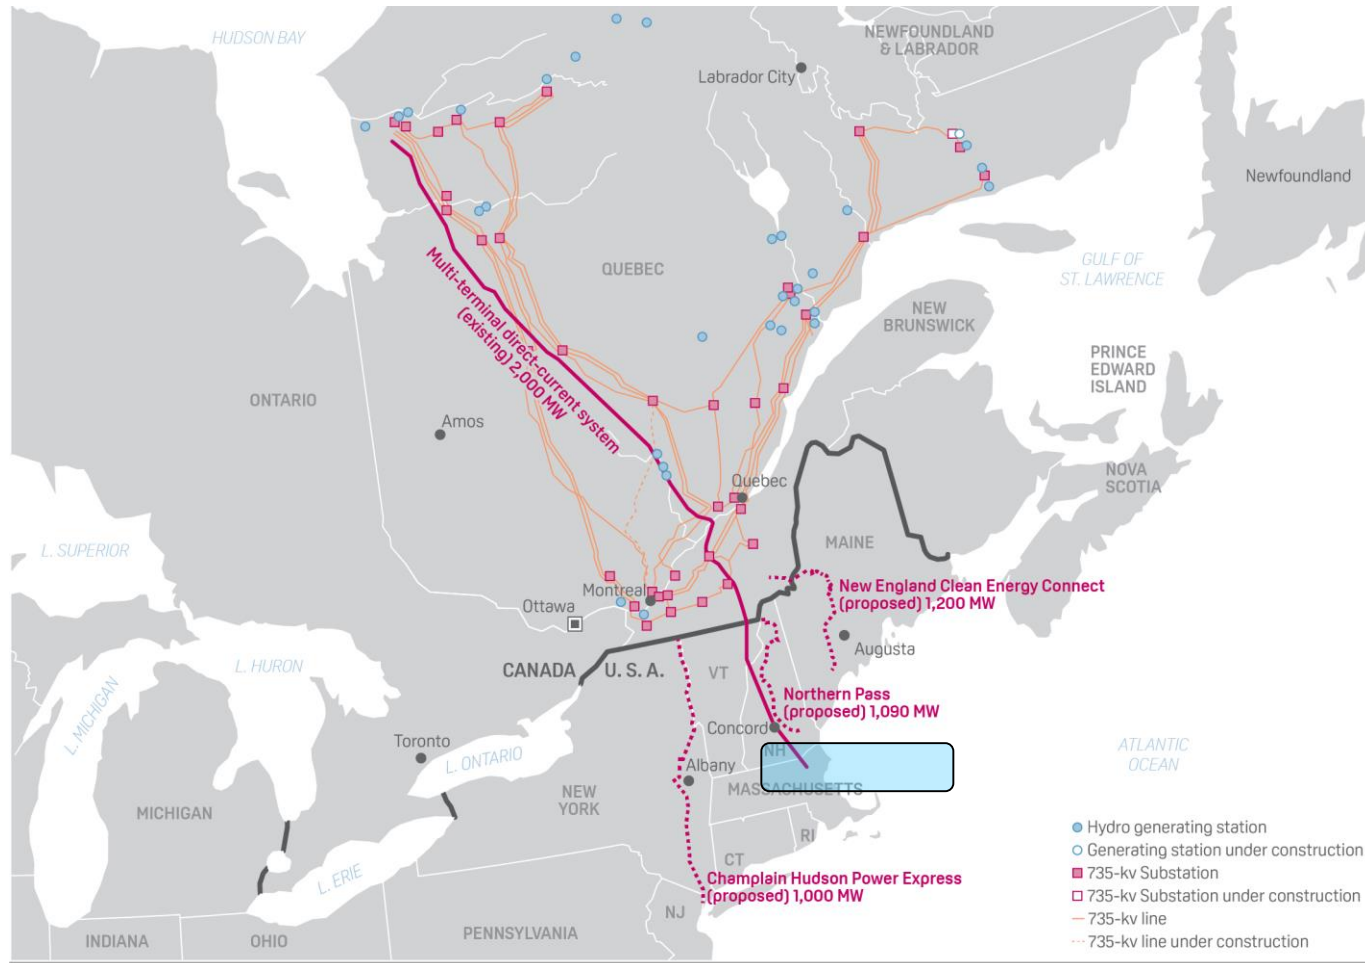 HUDSON BAY
NEWFOUNDLAND
& LABRADOR
Labrador City
Newfoundland
QUEBEC
GULF OF
ST. LAWRENCE
Multi-terminal direct-current system
(existing) 2,000 MW
NEW
BRUNSWICK
PRINCE
EDWARD
ISLAND
ONTARIO
Amos
NOVA
SCOTIA
Quebec
L. SUPERIOR
MAINE
New England Clean Energy Connect
(proposed) 1,200 MW
Montreal
Ottawa
Augusta
L. HURON
CANADA
U. S. A.
VT
L. MICHIGAN
Northern Pass
(proposed) 1,090 MW
Concord
Toronto
NH
L. ONTARIO
Albany
ATLANTIC
OCEAN
NEW
YORK
MASSACHUSETTS
MICHIGAN
RI
CT
L. ERIE
Champlain Hudson Power Express
(proposed) 1,000 MW
NJ
PENNSYLVANIA
INDIANA
OHIO
Hydro generating station
Generating station under construction
735-kv Substation
735-kv Substation under construction
735-kv line
735-kv line under construction